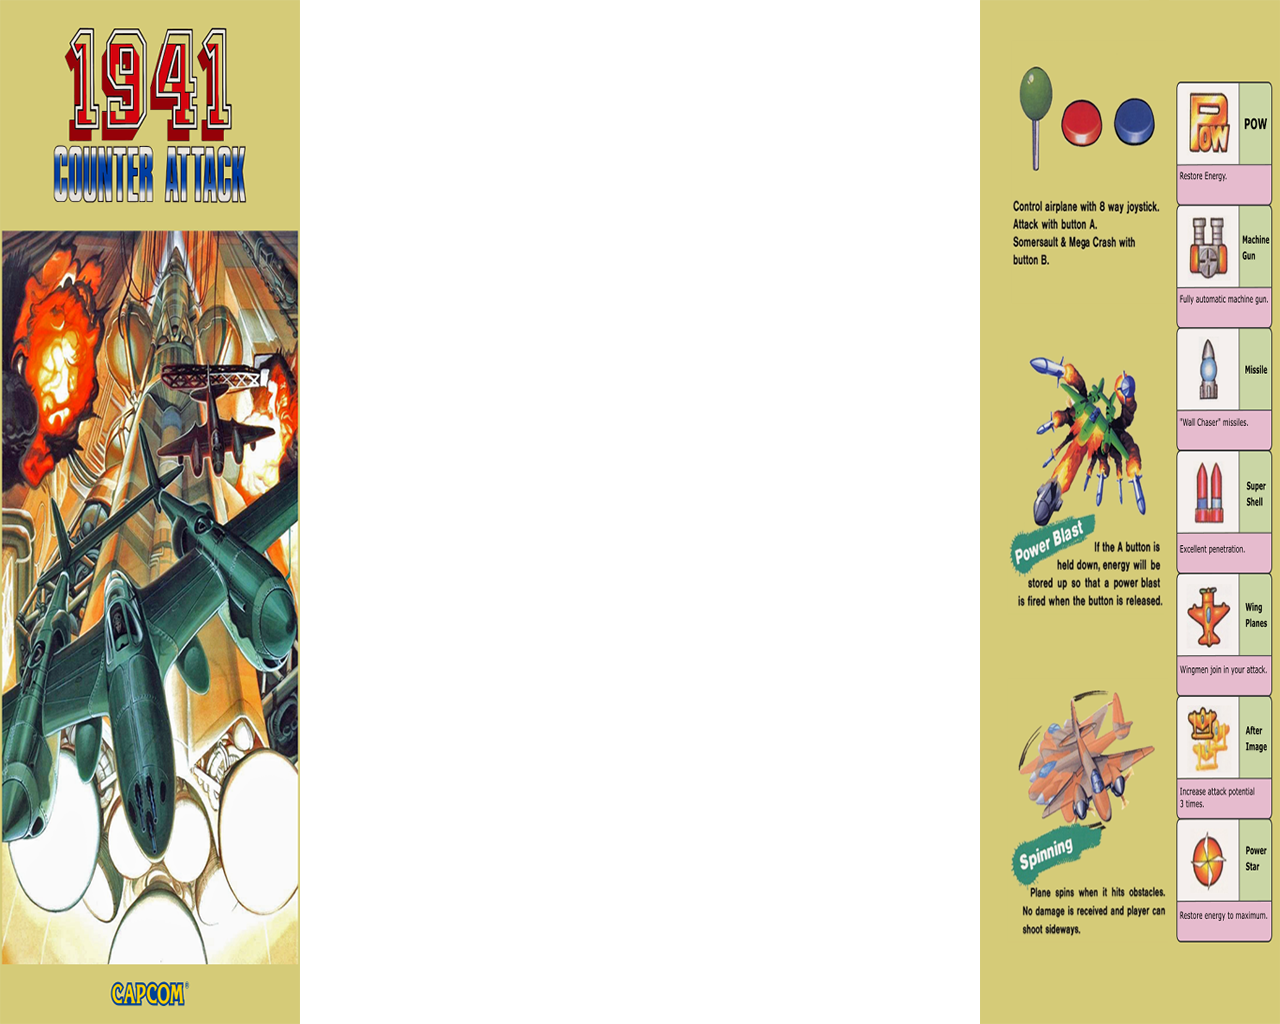 1941
COUNTER ATTACK
CAPCOM®
Control airplane with 8 way joystick.
Attack with button A.
Somersault & Mega Crash with
button B.
Power Blast
If the A button is
held down, energy will be
stored up so that a power blast
is fired when the button is released.
Spinning
Plane spins when it hits obstacles.
No damage is received and player can
shoot sideways.
POW
POW
Restore Energy.
Machine
Gun
Fully automatic machine gun.
Missile
"Wall Chaser" missiles.
Super
Shell
Excellent penetration.
Wing
Planes
Wingmen join in your attack.
After
Image
Increase attack potential
3 times.
Power
Star
Restore energy to maximum.